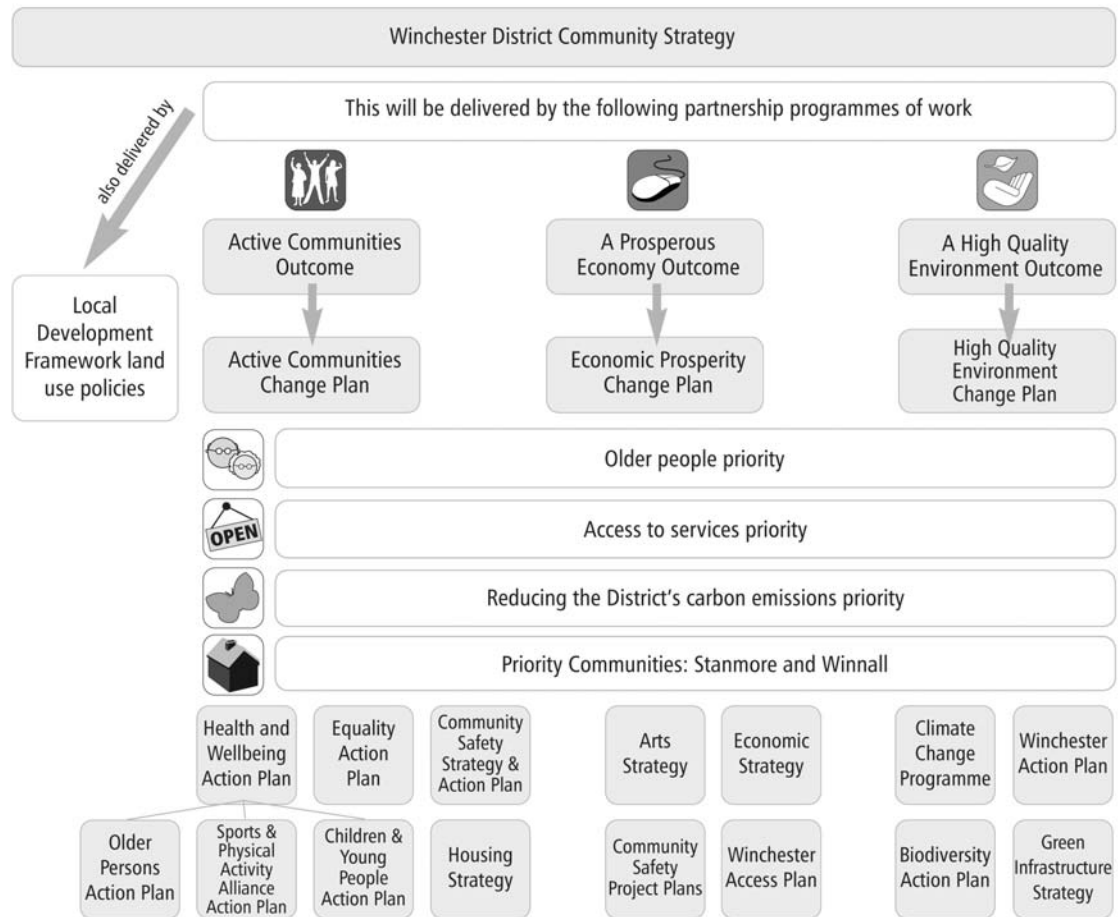 Winchester District Community Strategy
This will be delivered by the following partnership programmes of work
also delivered by
Active Communities
Outcome
A Prosperous
Economy Outcome
A High Quality
Environment Outcome
Local
Development
Framework land
use policies
Active Communities
Change Plan
Economic Prosperity
Change Plan
High Quality
Environment
Change Plan
Older people priority
OPEN
Access to services priority
Reducing the District's carbon emissions priority
Priority Communities: Stanmore and Winnall
Health and
Wellbeing
Action Plan
Equality
Action
Plan
Community
Safety
Strategy &
Action Plan
Arts
Strategy
Economic
Strategy
Climate
Change
Programme
Winchester
Action Plan
Older
Persons
Action Plan
Sports &
Physical
Activity
Alliance
Action Plan
Children &
Young
People
Action Plan
Housing
Strategy
Community
Safety
Project Plans
Winchester
Access Plan
Biodiversity
Action Plan
Green
Infrastructure
Strategy